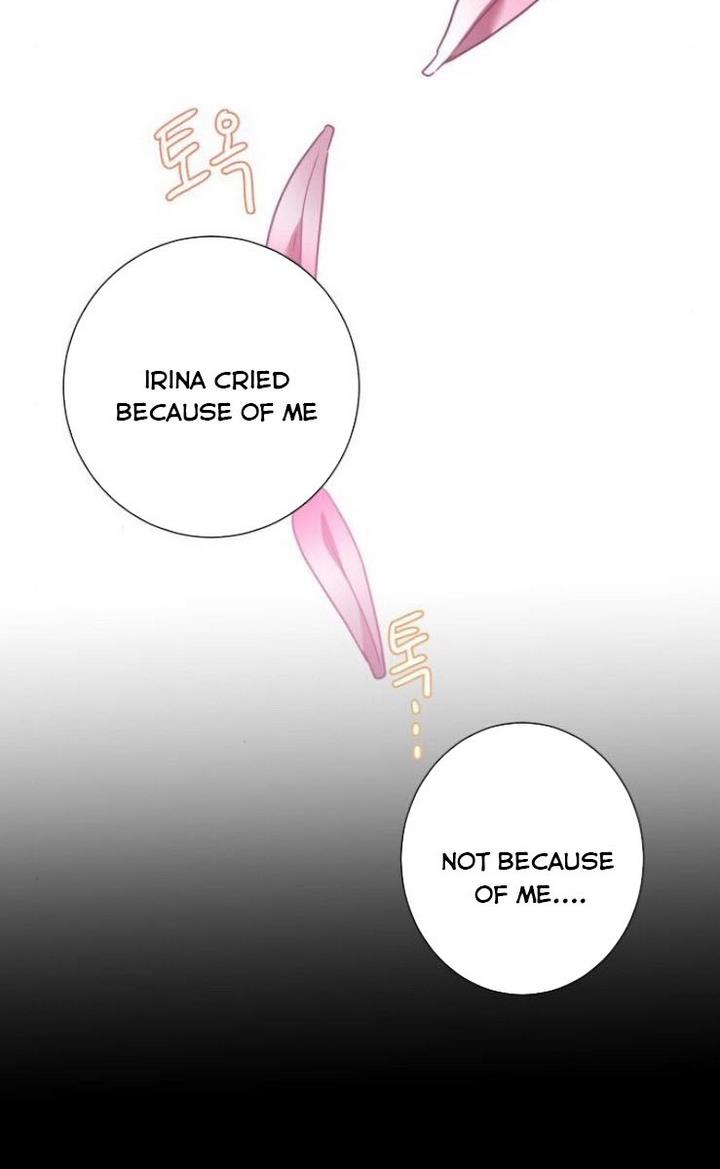 토옥
IRINA CRIED
BECAUSE OF ME
톡...
NOT BECAUSE
OF ME....